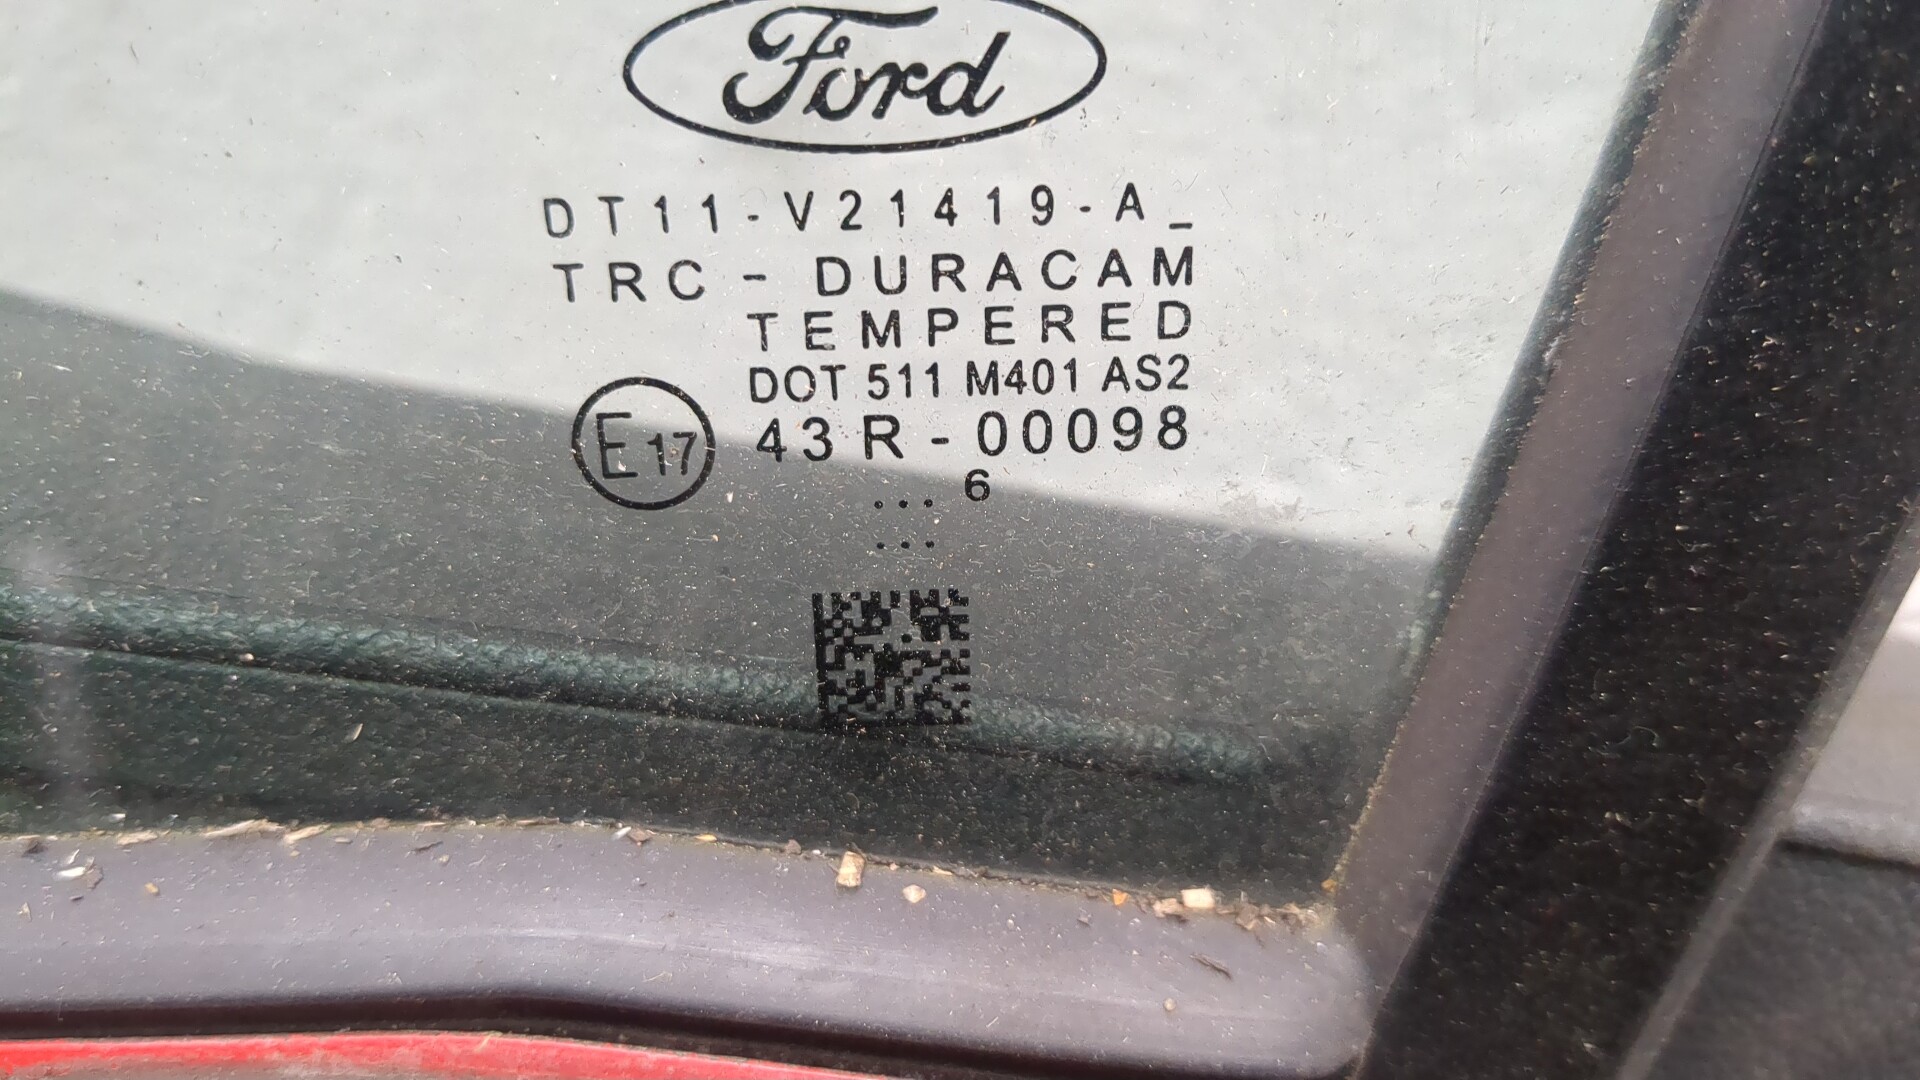 Ford
DT11-V21419-A_
TRC - DURACAM
TEMPERED
DOT 511 M401 AS2
E17 43R-00098
... 6
...